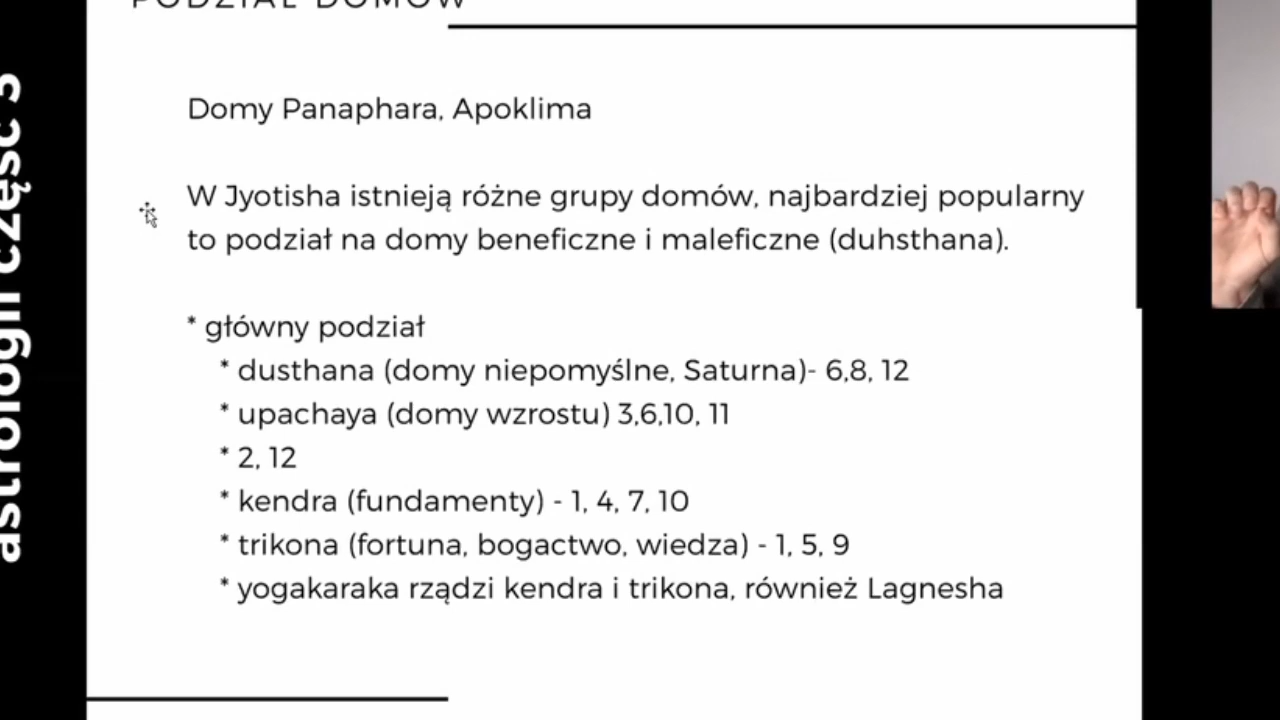 PODZIAŁ DOMÓW
astrologii część 3
Domy Panaphara, Apoklima
W Jyotisha istnieją różne grupy domów, najbardziej popularny
to podział na domy beneficzne i maleficzne (duhsthana).
* główny podział
* dusthana (domy niepomyślne, Saturna)- 6,8, 12
* upachaya (domy wzrostu) 3,6,10, 11
* 2, 12
* kendra (fundamenty) - 1, 4, 7, 10
* trikona (fortuna, bogactwo, wiedza) - 1, 5, 9
* yogakaraka rządzi kendra i trikona, również Lagnesha